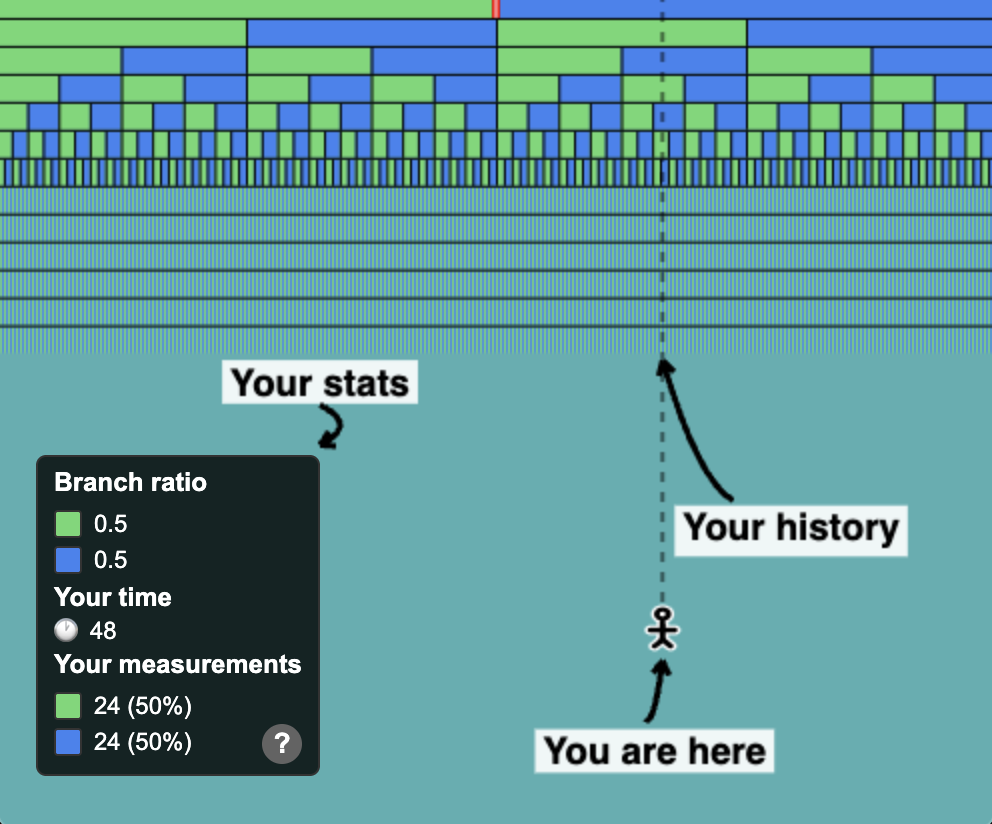 Your stats
Your history
You are here
Branch ratio
0.5
0.5
Your time
48
Your measurements
24 (50%)
24 (50%)
?